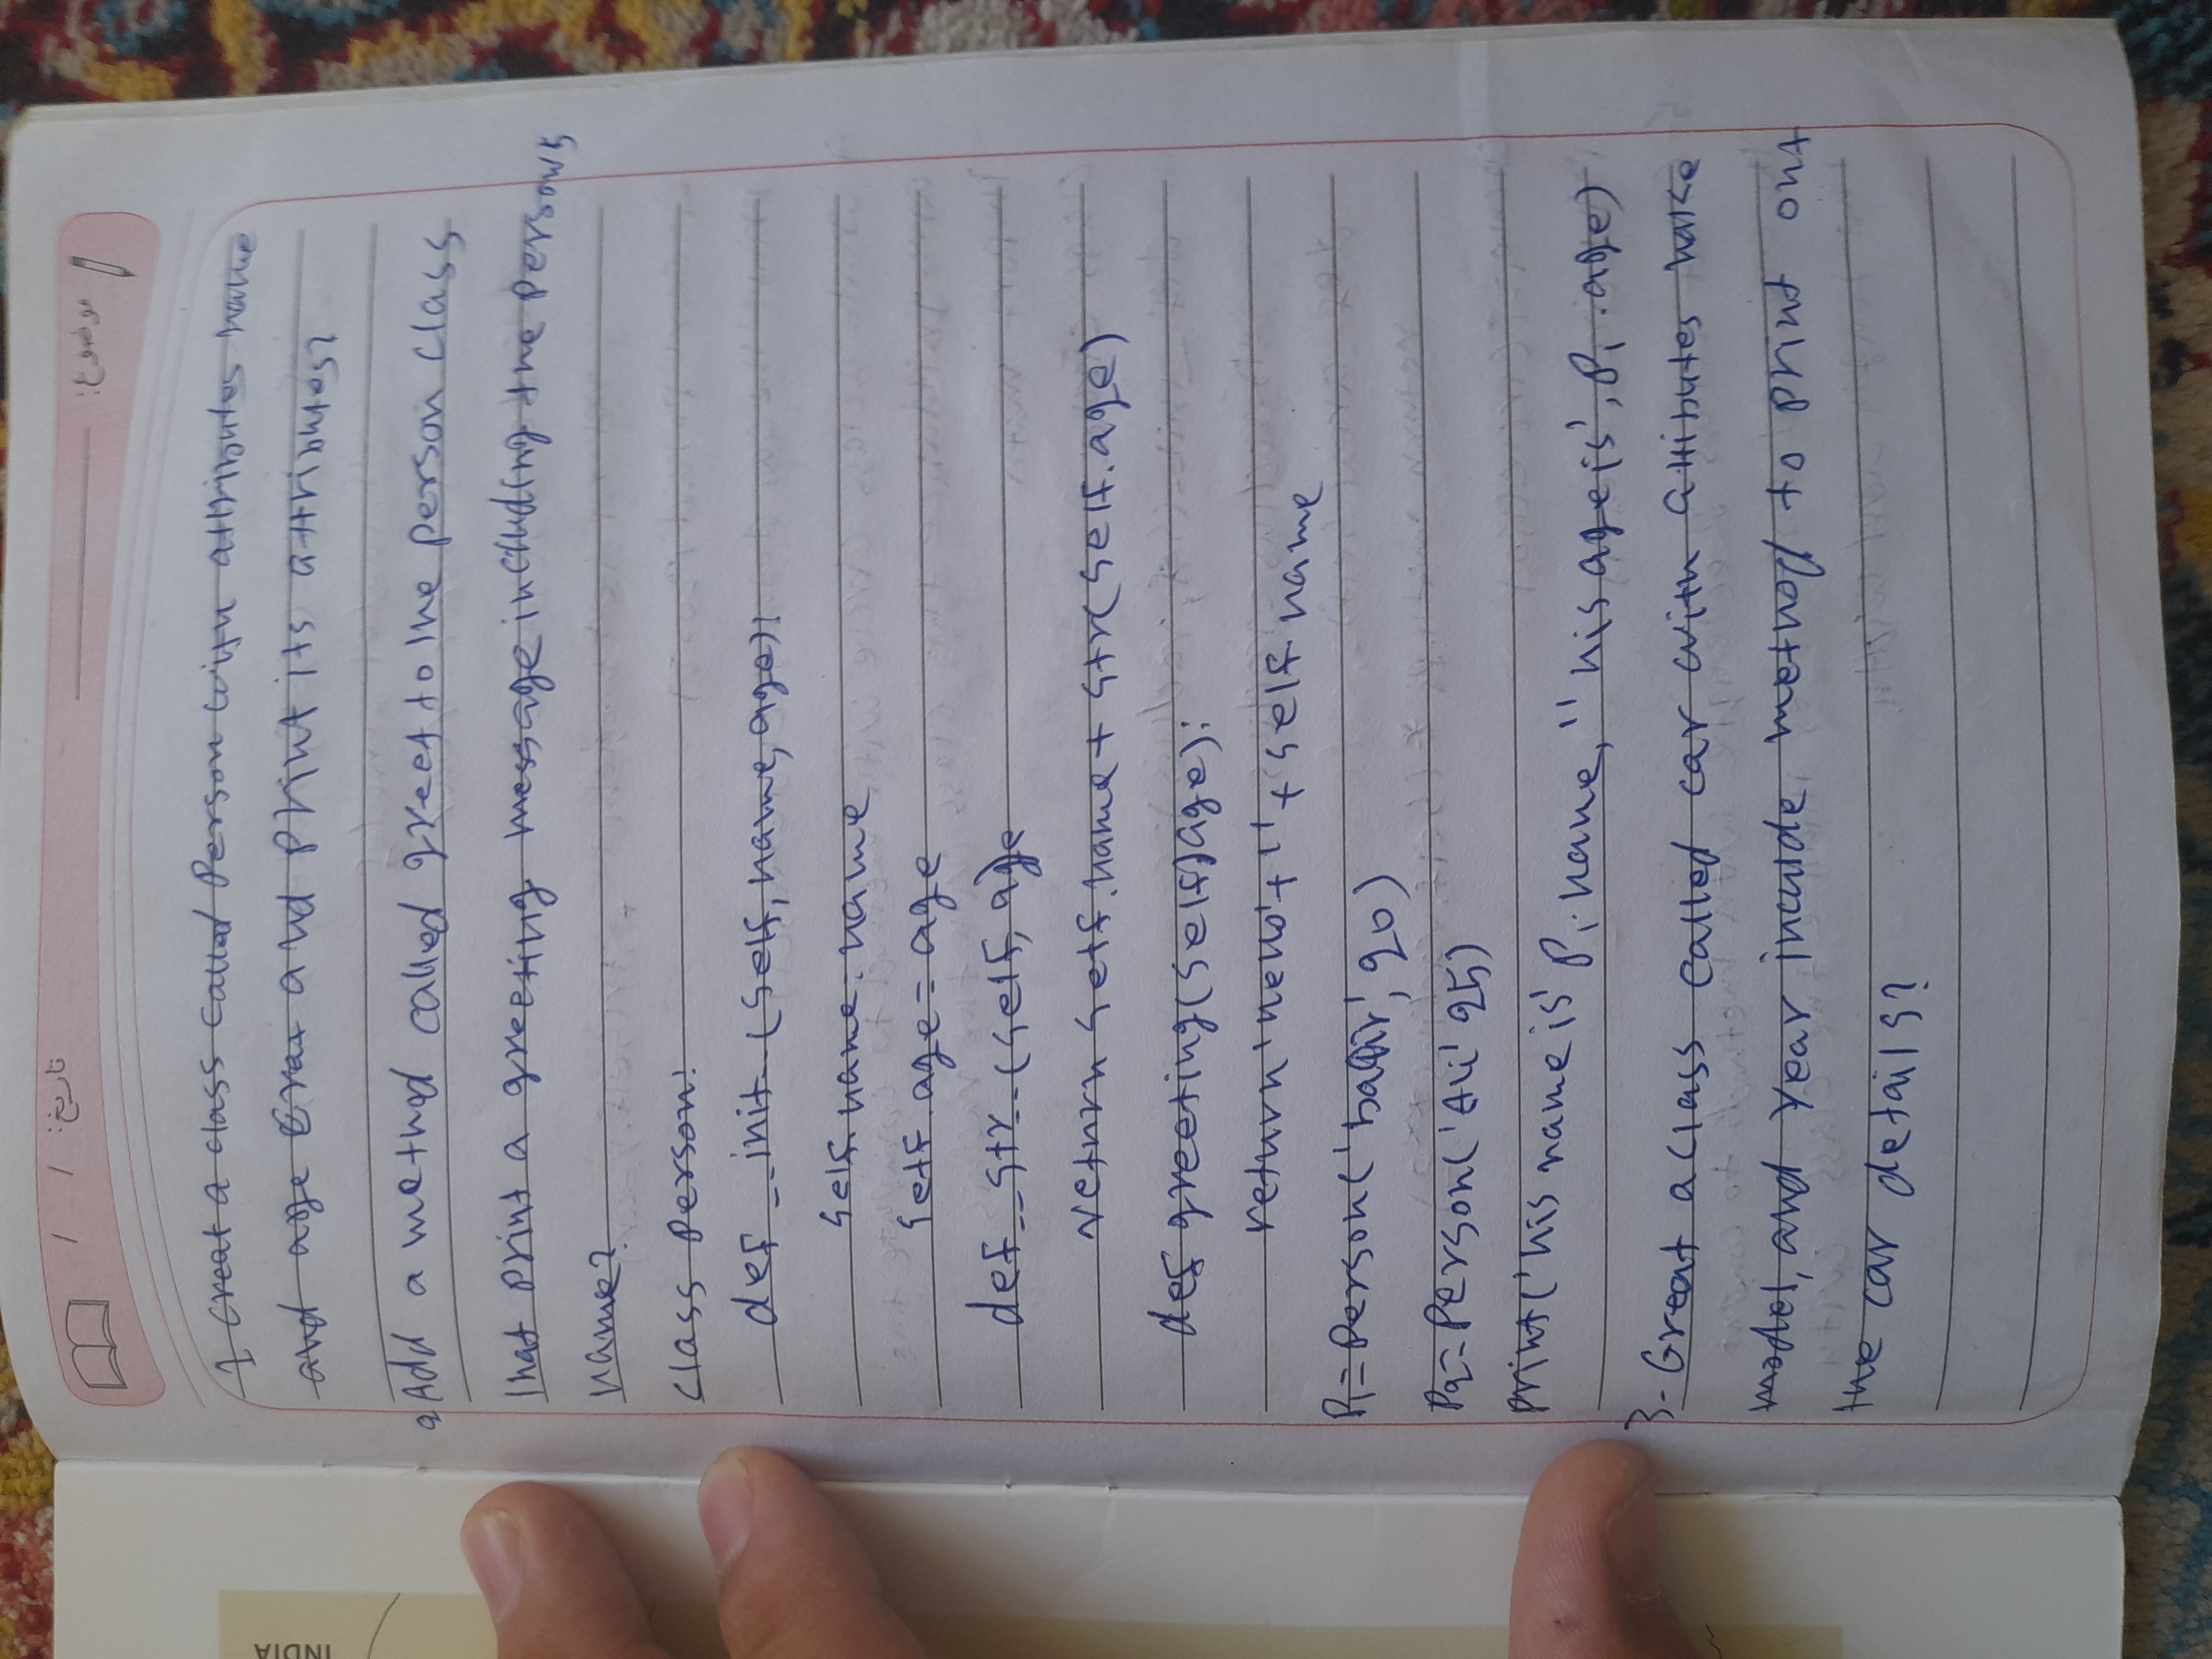 موضوع: تاریخ: / /
1 creat a class called Person with attributes name
and age and print its attributes?
2 Add a method called greet to the person class
that print a greeting message including the persons
name?
class person:
def __init__(self, name, age):
self.name = name
self.age = age
def __str__(self, age
return self.name + str(self.age)
def greeting(self, age):
return 'hello' + '' + self name
P1 = Person(' ', 20)
P2 = Person('Ali' 25)
print('his name is' P1.name, "his age is', P1.age)
3- Great a class called car with attibutes make
model, and year include method to print out
the car details?
INDIA